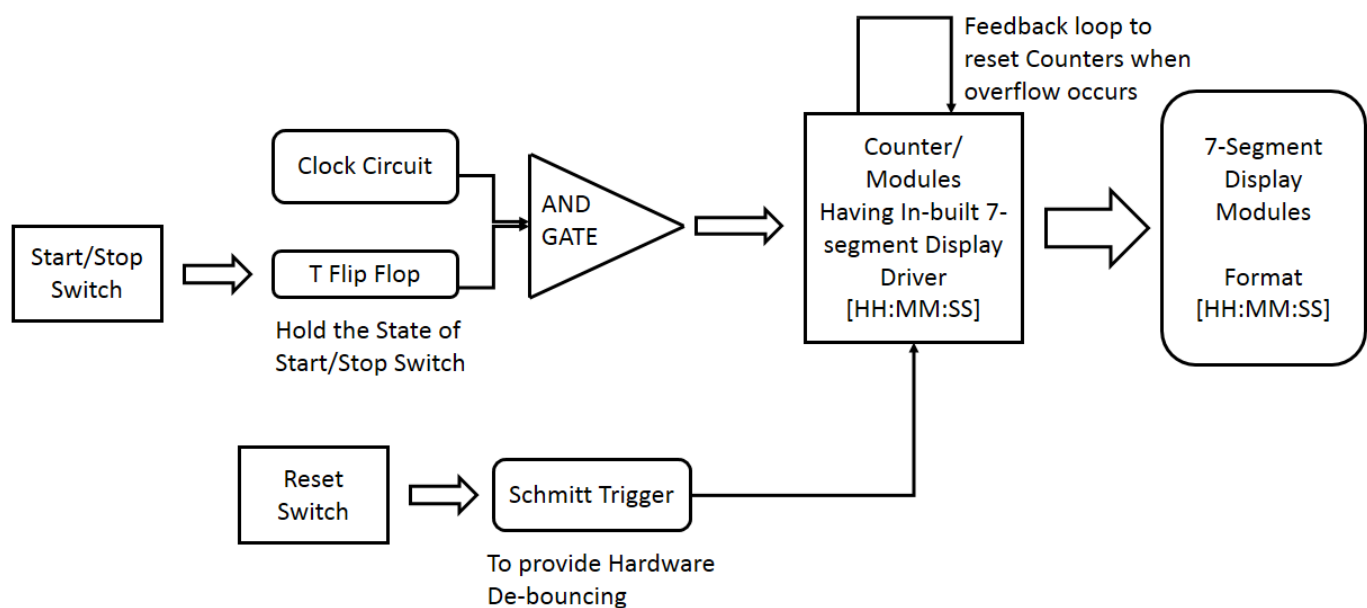 Feedback loop to
reset Counters when
overflow occurs
Clock Circuit
AND
GATE
Start/Stop
Switch
T Flip Flop
Hold the State of
Start/Stop Switch
Counter/
Modules
Having In-built 7-
segment Display
Driver
[HH:MM:SS]
7-Segment
Display
Modules
Format
[HH:MM:SS]
Reset
Switch
Schmitt Trigger
To provide Hardware
De-bouncing